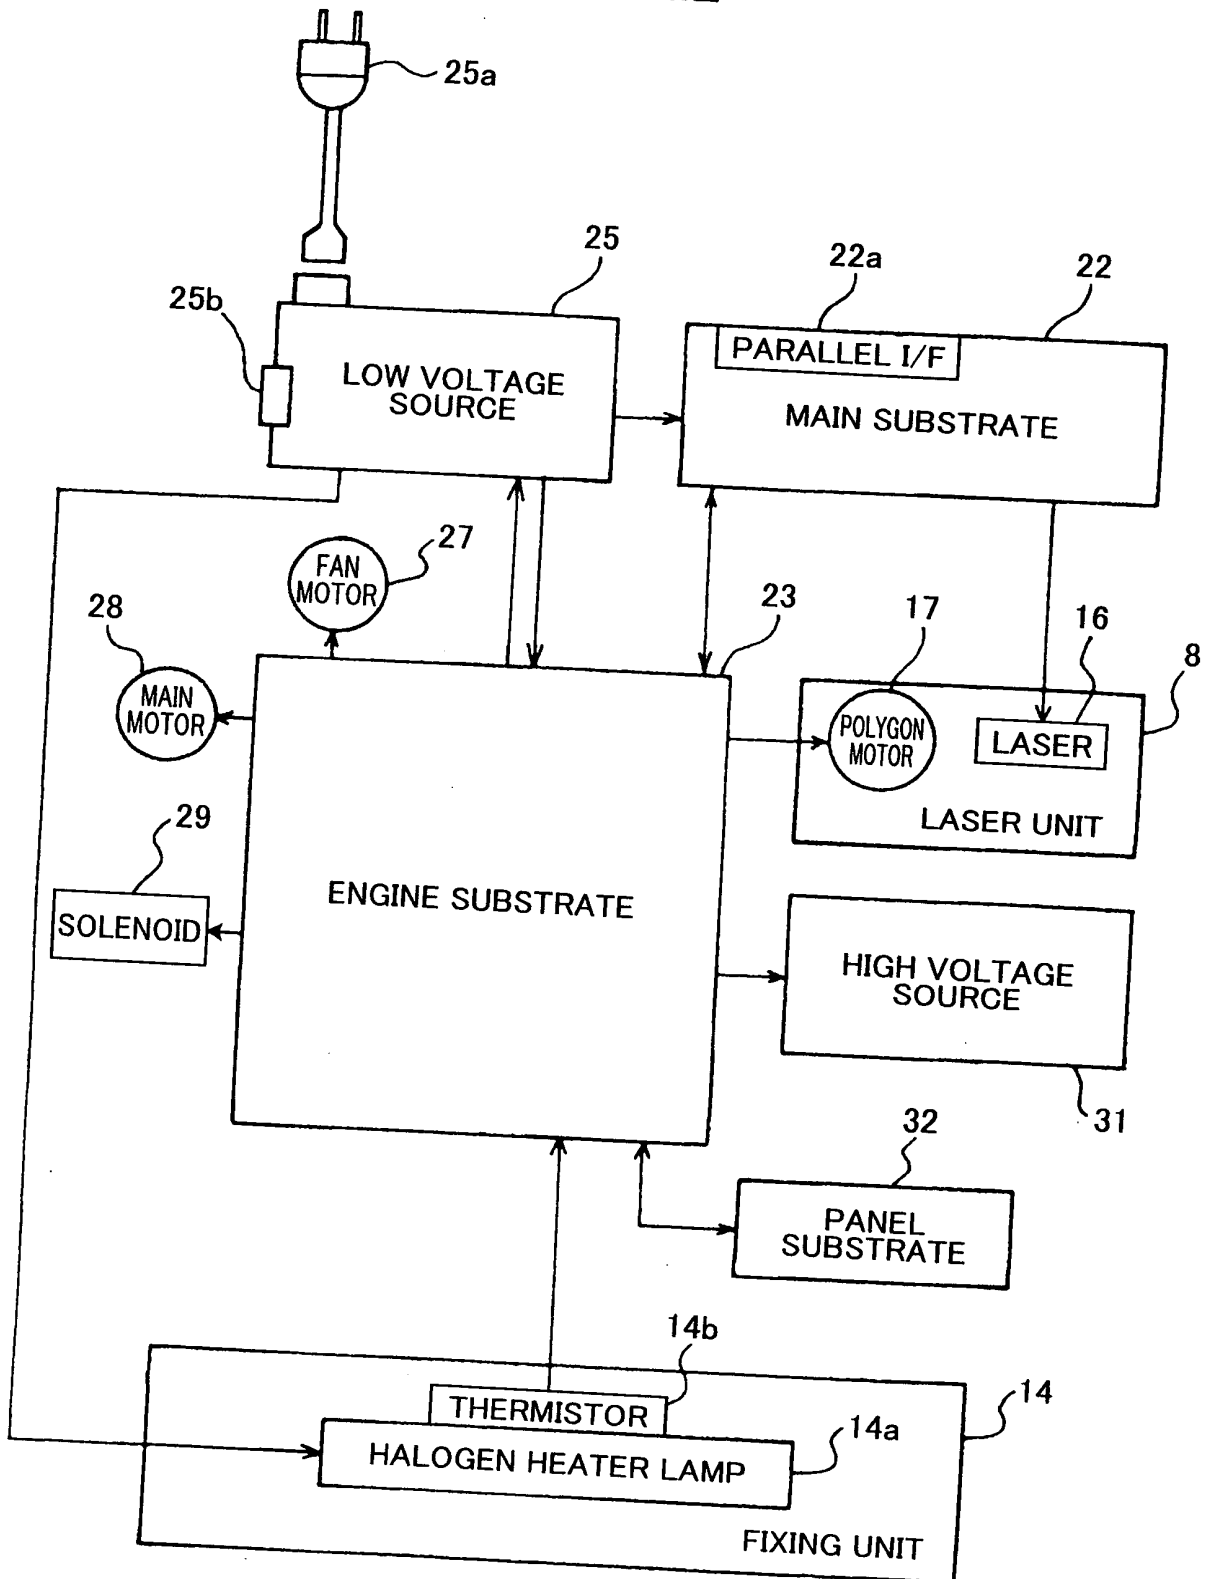 25a
25
22a
22
25b
PARALLEL I/F
LOW VOLTAGE
SOURCE
MAIN SUBSTRATE
27
FAN
MOTOR
28
23
17
16
8
MAIN
MOTOR
POLYGON
MOTOR
LASER
LASER UNIT
29
SOLENOID
ENGINE SUBSTRATE
HIGH VOLTAGE
SOURCE
31
32
PANEL
SUBSTRATE
14b
14
THERMISTOR
14a
HALOGEN HEATER LAMP
FIXING UNIT